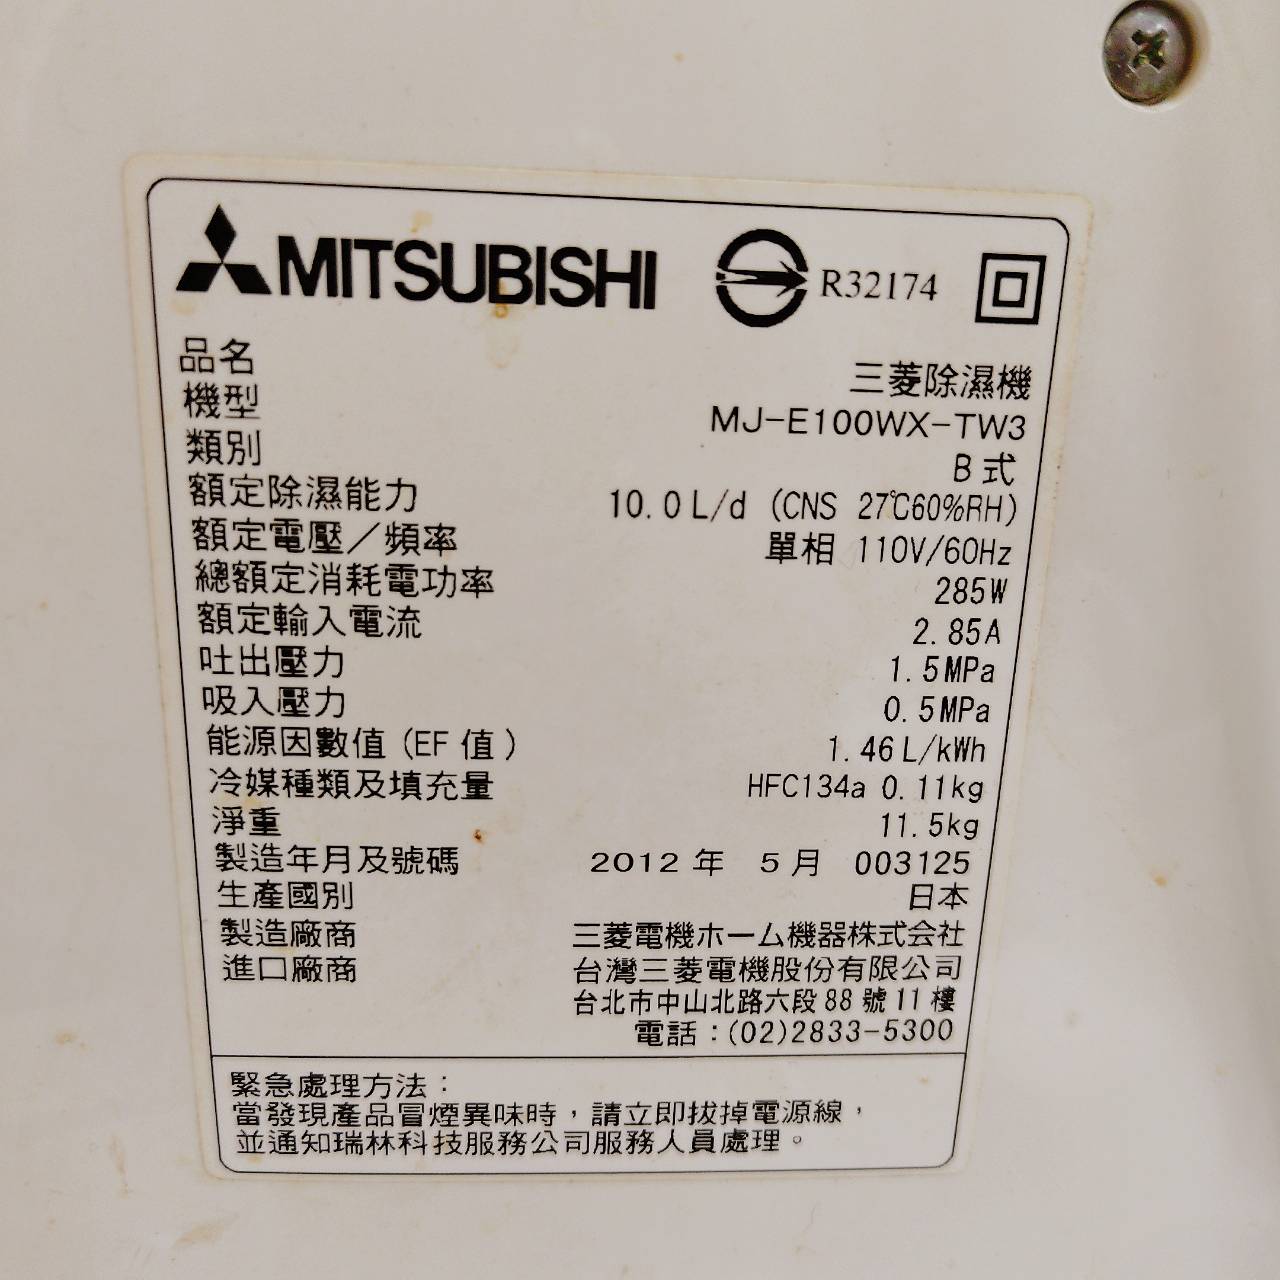 MITSUBISHI R32174
品名 三菱除濕機
機型 MJ-E100WX-TW3
類別 B式
額定除濕能力 10.0L/d (CNS 27℃60%RH)
額定電壓/頻率 單相 110V/60Hz
總額定消耗電功率 285W
額定輸入電流 2.85A
吐出壓力 1.5MPa
吸入壓力 0.5MPa
能源因數值(EF值) 1.46L/kWh
冷媒種類及填充量 HFC134a 0.11kg
淨重 11.5kg
製造年月及號碼 2012年 5月 003125
生產國別 日本
製造廠商 三菱電機ホーム機器株式会社
進口廠商 台灣三菱電機股份有限公司
台北市中山北路六段88號11樓
電話:(02)2833-5300
緊急處理方法:
當發現產品冒煙異味時,請立即拔掉電源線,
並通知瑞林科技服務公司服務人員處理。